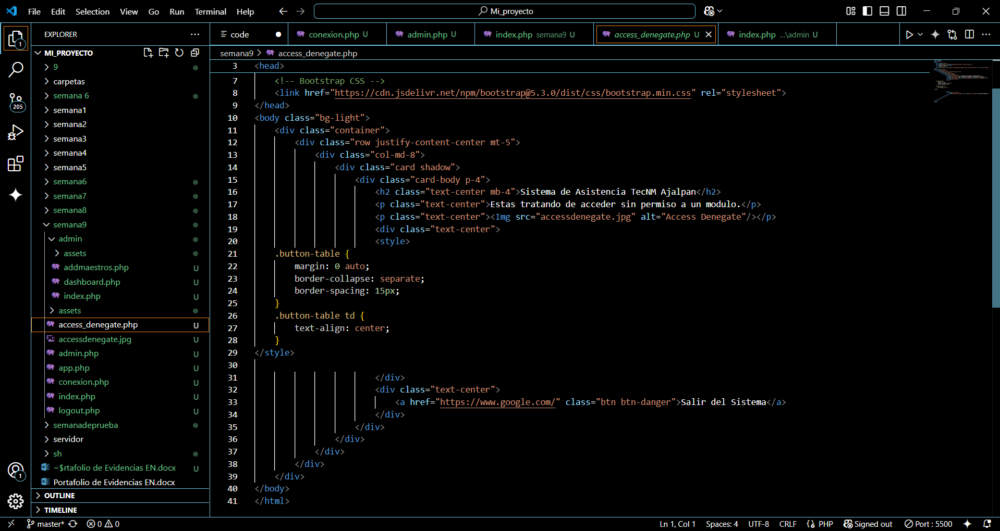 File Edit Selection View Go Run Terminal Help
Mi_proyecto
EXPLORER
MI_PROYECTO
9
carpetas
semana 6
semana1
semana2
semana3
semana4
semana5
semana6
semana7
semana8
semana9
admin
assets
addmaestros.php U
dashboard.php U
index.php U
assets
access_denegate.php U
accessdenegate.jpg U
admin.php U
app.php U
conexion.php U
index.php U
logout.php U
semanadeprueba
servidor
sh
~$rtafolio de Evidencias EN.docx U
Portafolio de Evidencias EN.docx
OUTLINE
TIMELINE
1
205
1
code
conexion.php U
admin.php U
index.php semana9 U
access_denegate.php U
index.php ...\admin U
semana9 > access_denegate.php
3 <head>
7 <!-- Bootstrap CSS -->
8 <link href="https://cdn.jsdelivr.net/npm/bootstrap@5.3.0/dist/css/bootstrap.min.css" rel="stylesheet">
9 </head>
10 <body class="bg-light">
11 <div class="container">
12 <div class="row justify-content-center mt-5">
13 <div class="col-md-8">
14 <div class="card shadow">
15 <div class="card-body p-4">
16 <h2 class="text-center mb-4">Sistema de Asistencia TecNM Ajalpan</h2>
17 <p class="text-center">Estas tratando de acceder sin permiso a un modulo.</p>
18 <p class="text-center"><Img src="accessdenegate.jpg" alt="Access Denegate"/></p>
19 <div class="text-center">
20 <style>
21 .button-table {
22 margin: 0 auto;
23 border-collapse: separate;
24 border-spacing: 15px;
25 }
26 .button-table td {
27 text-align: center;
28 }
29 </style>
30
31 </div>
32 <div class="text-center">
33 <a href="https://www.google.com/" class="btn btn-danger">Salir del Sistema</a>
34 </div>
35 </div>
36 </div>
37 </div>
38 </div>
39 </div>
40 </body>
41 </html>
master* 0 0 Ln 1, Col 1 Spaces: 4 UTF-8 CRLF {} PHP Signed out Port : 5500